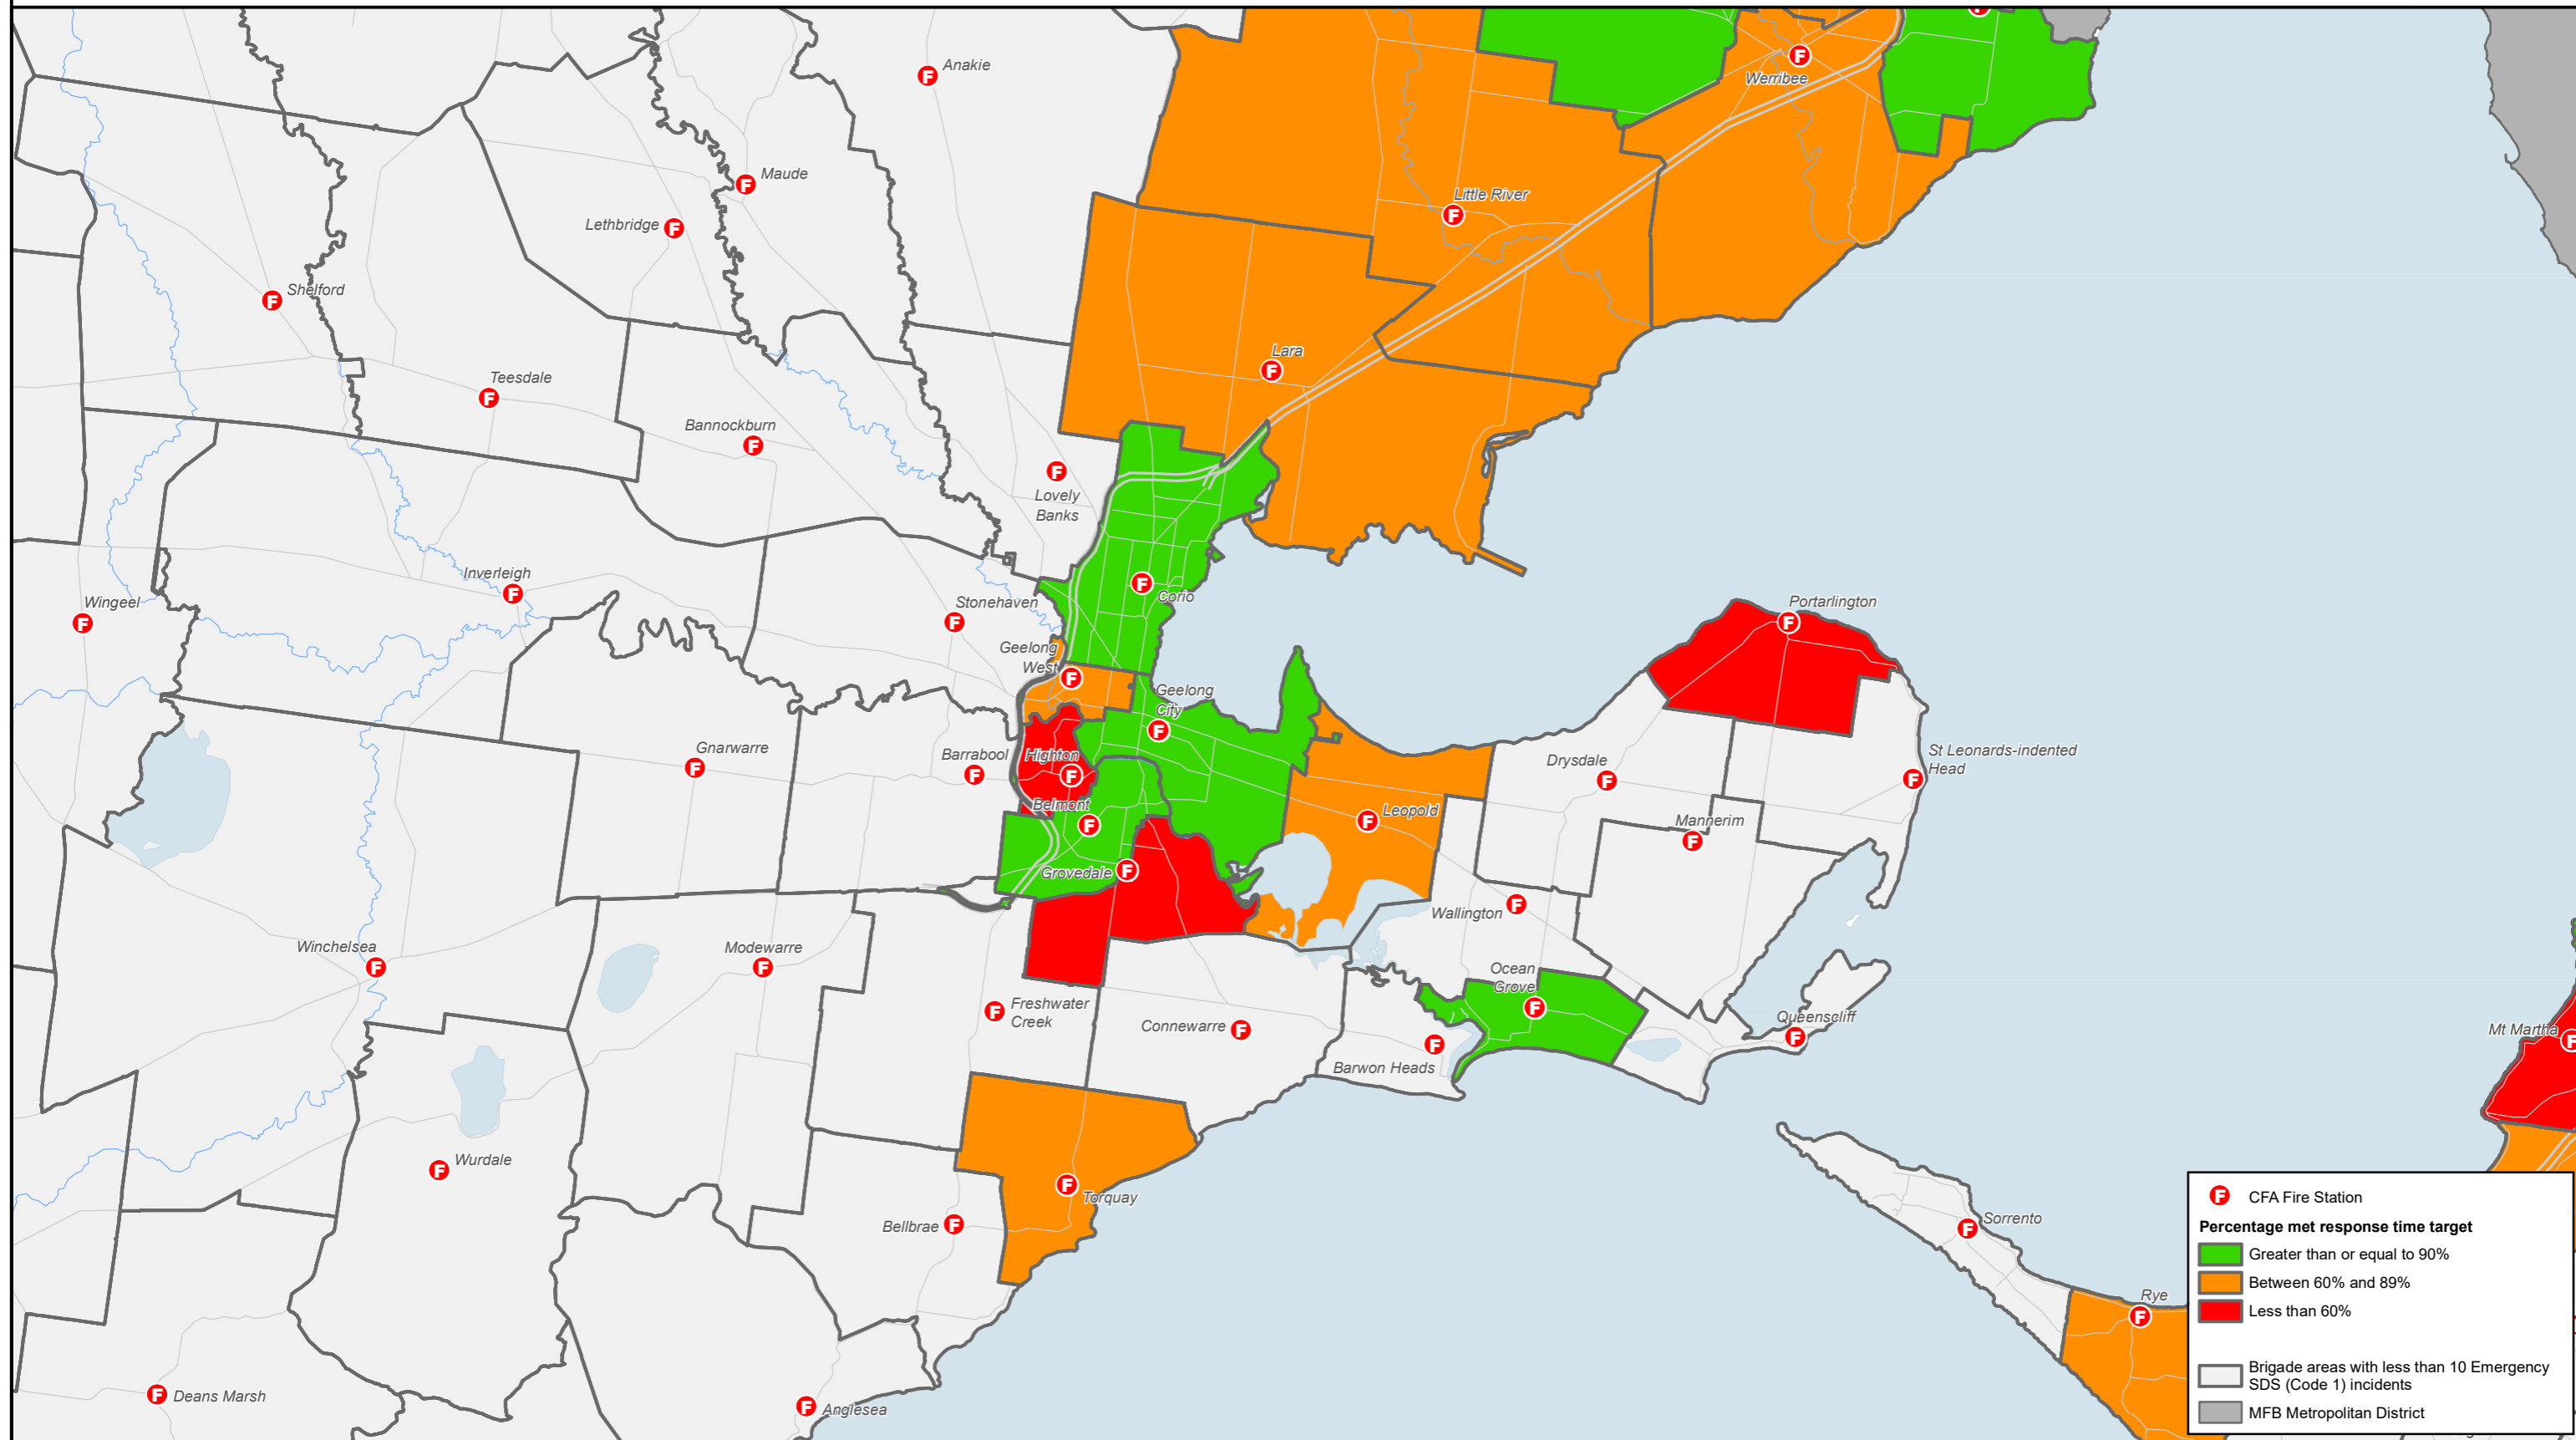 Anakie
Werribee
Maude
Little River
Lethbridge
Shelford
Lara
Teesdale
Bannockburn
Lovely
Banks
Inverleigh
Wingeel
Stonehaven
Corio
Portarlington
Geelong
West
Geelong
City
Gnarwarre
Barrabool
Highton
Drysdale
St Leonards-indented
Head
Belmont
Leopold
Mannerim
Grovedale
Wallington
Winchelsea
Modewarre
Ocean
Grove
Freshwater
Creek
Connewarre
Queenscliff
Mt Martha
Barwon Heads
Wurdale
Torquay
Bellbrae
Sorrento
Rye
Deans Marsh
Anglesea
F CFA Fire Station
Percentage met response time target
Greater than or equal to 90%
Between 60% and 89%
Less than 60%
Brigade areas with less than 10 Emergency
SDS (Code 1) incidents
MFB Metropolitan District